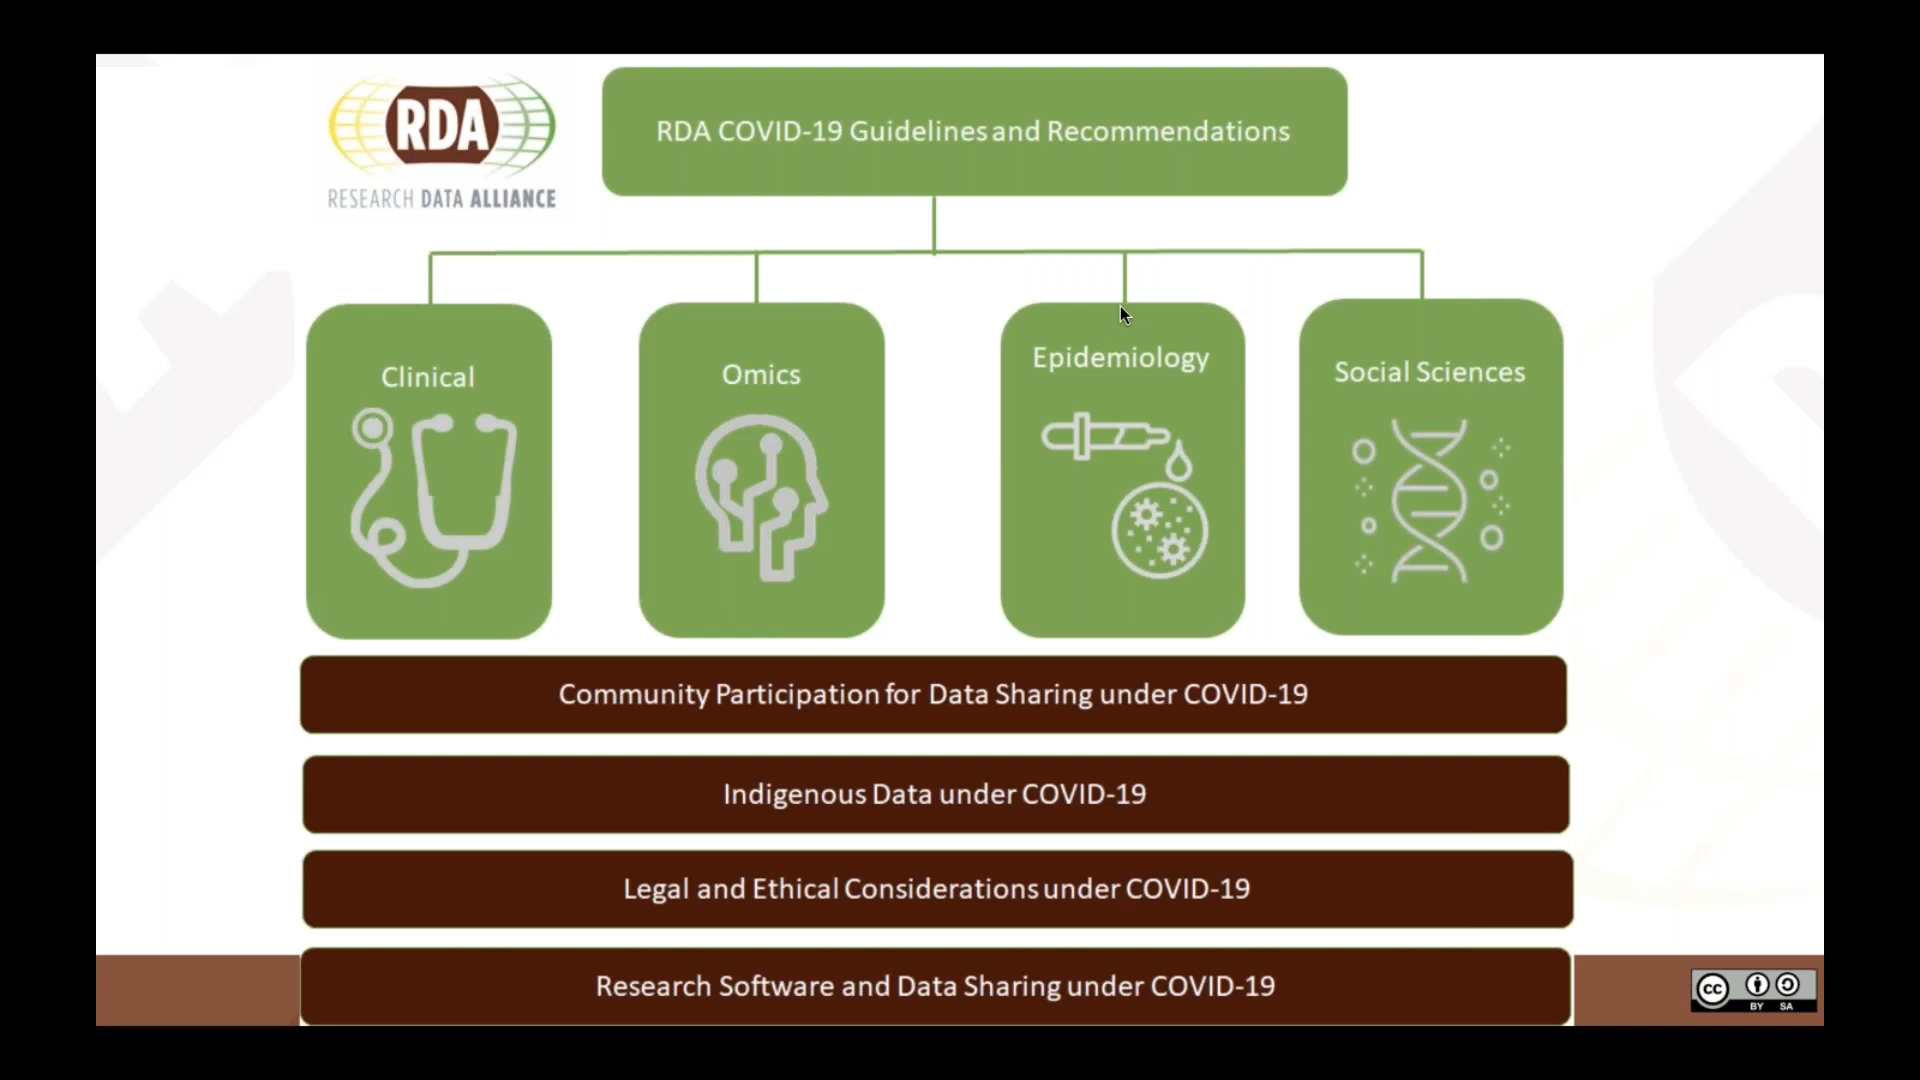 RDA
RESEARCH DATA ALLIANCE
RDA COVID-19 Guidelines and Recommendations
Clinical
Omics
Epidemiology
Social Sciences
Community Participation for Data Sharing under COVID-19
Indigenous Data under COVID-19
Legal and Ethical Considerations under COVID-19
Research Software and Data Sharing under COVID-19
cc
BY SA